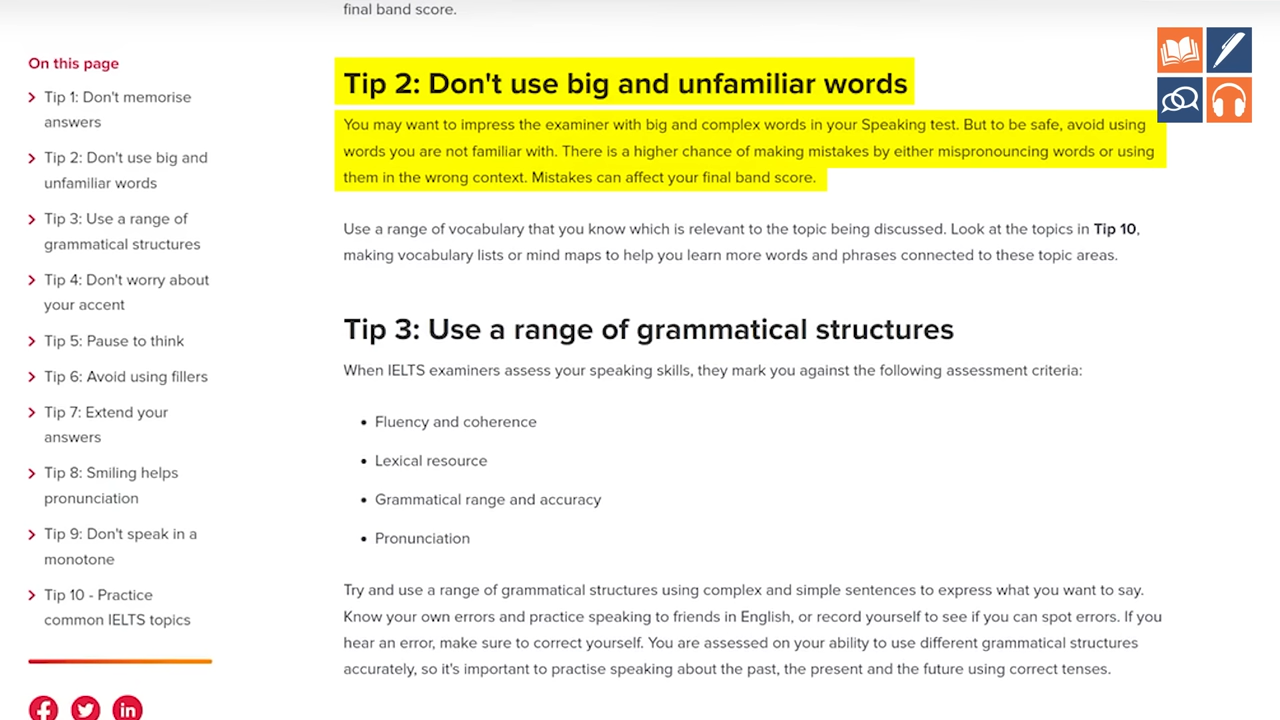 final band score.
On this page
Tip 1: Don't memorise
answers
Tip 2: Don't use big and
unfamiliar words
Tip 3: Use a range of
grammatical structures
Tip 4: Don't worry about
your accent
Tip 5: Pause to think
Tip 6: Avoid using fillers
Tip 7: Extend your
answers
Tip 8: Smiling helps
pronunciation
Tip 9: Don't speak in a
monotone
Tip 10 - Practice
common IELTS topics
Tip 2: Don't use big and unfamiliar words
You may want to impress the examiner with big and complex words in your Speaking test. But to be safe, avoid using
words you are not familiar with. There is a higher chance of making mistakes by either mispronouncing words or using
them in the wrong context. Mistakes can affect your final band score.
Use a range of vocabulary that you know which is relevant to the topic being discussed. Look at the topics in Tip 10,
making vocabulary lists or mind maps to help you learn more words and phrases connected to these topic areas.
Tip 3: Use a range of grammatical structures
When IELTS examiners assess your speaking skills, they mark you against the following assessment criteria:
• Fluency and coherence
• Lexical resource
• Grammatical range and accuracy
• Pronunciation
Try and use a range of grammatical structures using complex and simple sentences to express what you want to say.
Know your own errors and practice speaking to friends in English, or record yourself to see if you can spot errors. If you
hear an error, make sure to correct yourself. You are assessed on your ability to use different grammatical structures
accurately, so it's important to practise speaking about the past, the present and the future using correct tenses.